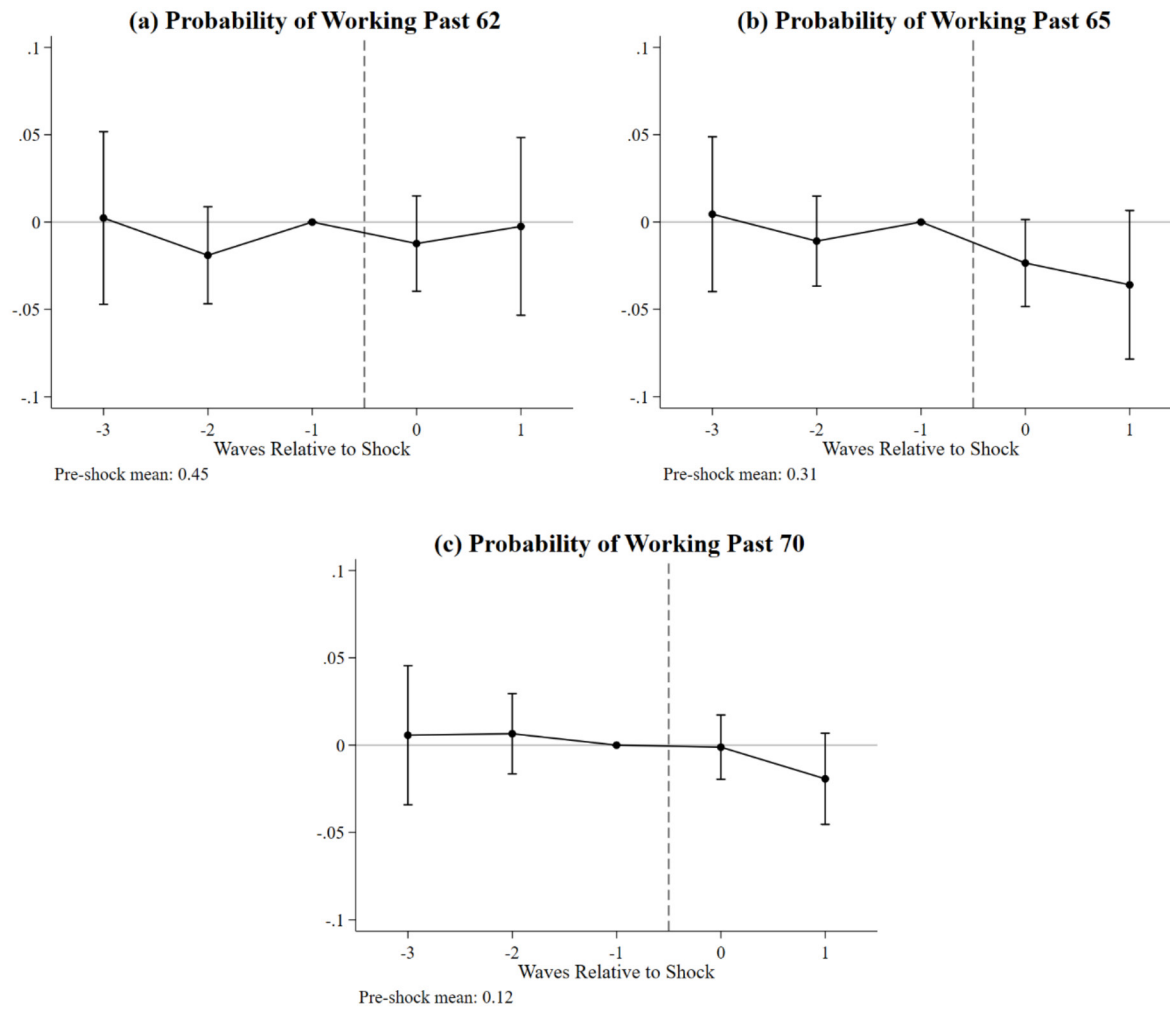 (a) Probability of Working Past 62
.1
.05
0
-.05
-.1
-3 -2 -1 0 1
Waves Relative to Shock
Pre-shock mean: 0.45
(b) Probability of Working Past 65
.1
.05
0
-.05
-.1
-3 -2 -1 0 1
Waves Relative to Shock
Pre-shock mean: 0.31
(c) Probability of Working Past 70
.1
.05
0
-.05
-.1
-3 -2 -1 0 1
Waves Relative to Shock
Pre-shock mean: 0.12